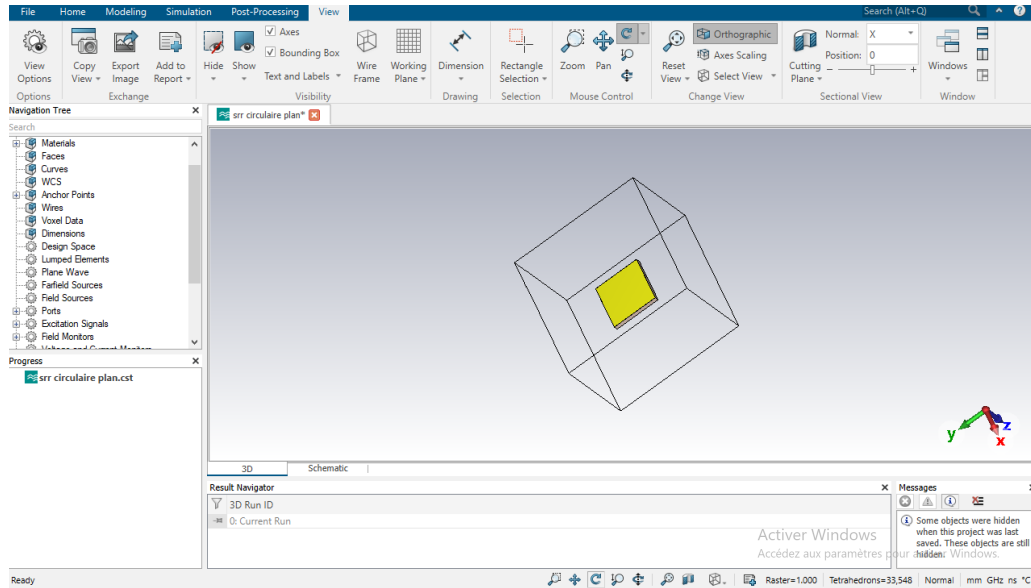 File Home Modeling Simulation Post-Processing View Search (Alt+Q)
View Options
Copy View
Export Image
Add to Report
Hide
Show
Axes
Bounding Box
Text and Labels
Wire Frame
Working Plane
Dimension
Rectangle Selection
Zoom
Pan
Reset View
Orthographic
Axes Scaling
Select View
Cutting Plane
Normal: X
Position: 0
Windows
Options Exchange Visibility Drawing Selection Mouse Control Change View Sectional View Window
Navigation Tree
Search
Materials
Faces
Curves
WCS
Anchor Points
Wires
Voxel Data
Dimensions
Design Space
Lumped Elements
Plane Wave
Farfield Sources
Field Sources
Ports
Excitation Signals
Field Monitors
Voltage and Current Monitors
Progress
srr circulaire plan.cst
srr circulaire plan*
y
z
x
3D Schematic
Result Navigator
3D Run ID
0: Current Run
Messages
Some objects were hidden
when this project was last
saved. These objects are still
hidden.
Activer Windows
Accédez aux paramètres pour activer Windows.
Ready
Raster=1.000 Tetrahedrons=33,548 Normal mm GHz ns °C